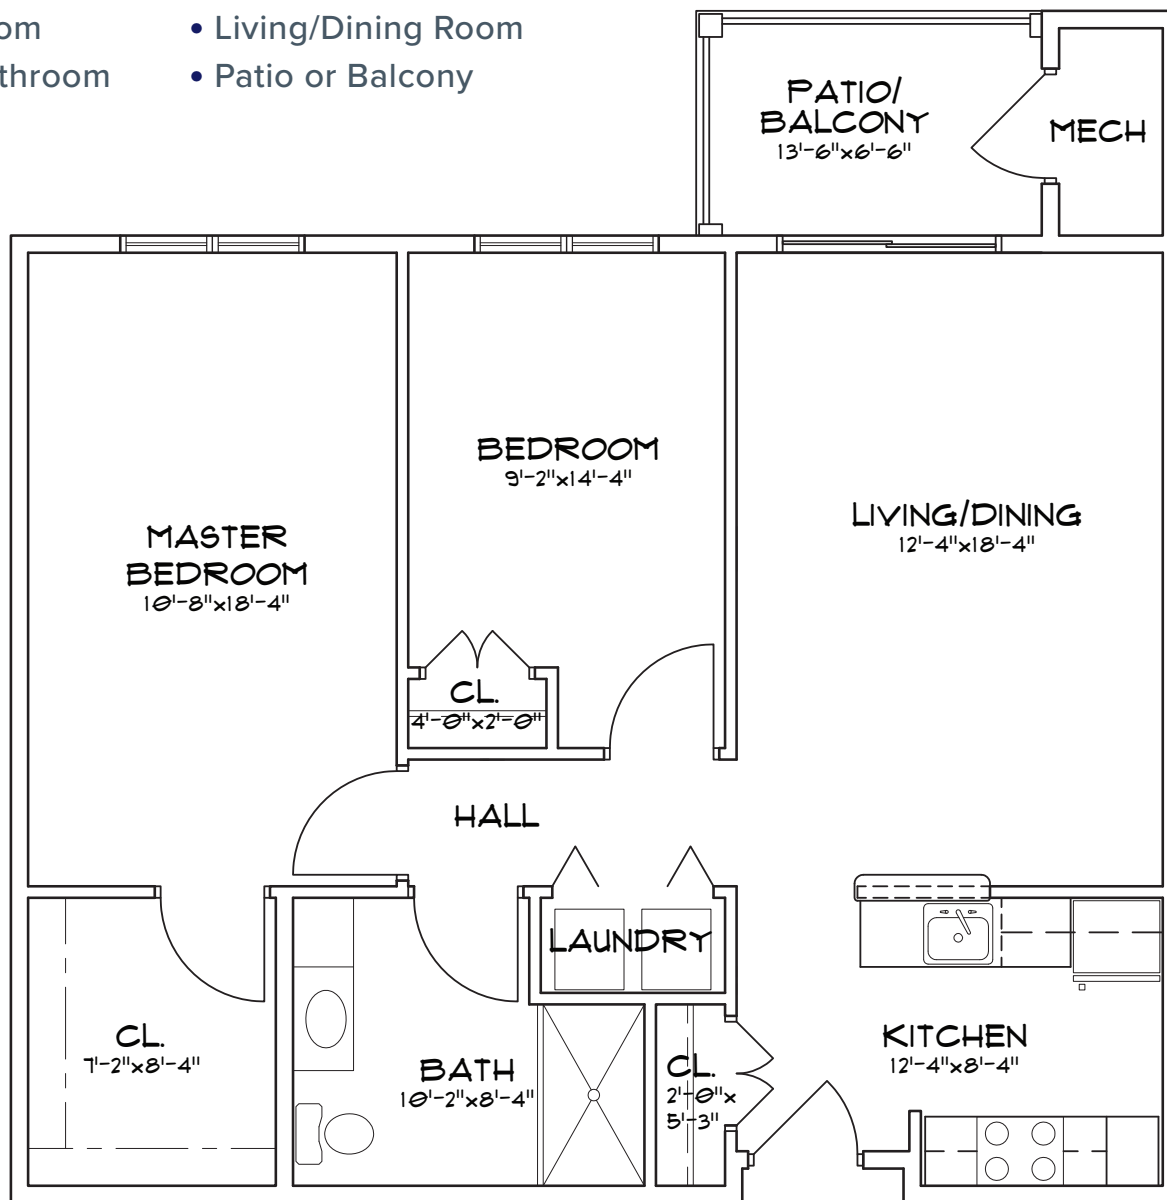 • Living/Dining Room
• Patio or Balcony
PATIO/
BALCONY
13'-6"x6'-6"
MECH
BEDROOM
9'-2"x14'-4"
LIVING/DINING
12'-4"x18'-4"
MASTER
BEDROOM
10'-8"x18'-4"
CL.
4'-0"x2'-0"
HALL
LAUNDRY
CL.
7'-2"x8'-4"
BATH
10'-2"x8'-4"
CL.
2'-0"x
5'-3"
KITCHEN
12'-4"x8'-4"